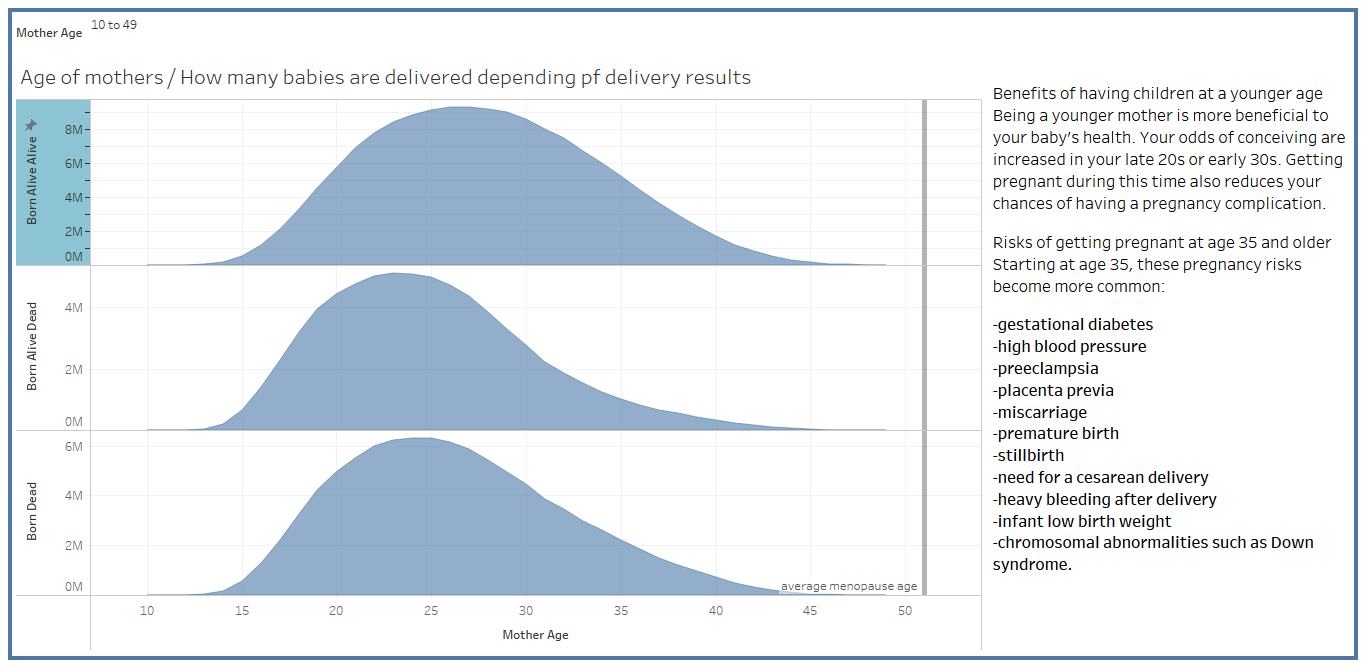 Mother Age 10 to 49
Age of mothers / How many babies are delivered depending pf delivery results
Born Alive Alive
8M
6M
4M
2M
0M
Born Alive Dead
4M
2M
0M
Born Dead
6M
4M
2M
0M
average menopause age
10 15 20 25 30 35 40 45 50
Mother Age
Benefits of having children at a younger age
Being a younger mother is more beneficial to
your baby's health. Your odds of conceiving are
increased in your late 20s or early 30s. Getting
pregnant during this time also reduces your
chances of having a pregnancy complication.
Risks of getting pregnant at age 35 and older
Starting at age 35, these pregnancy risks
become more common:
-gestational diabetes
-high blood pressure
-preeclampsia
-placenta previa
-miscarriage
-premature birth
-stillbirth
-need for a cesarean delivery
-heavy bleeding after delivery
-infant low birth weight
-chromosomal abnormalities such as Down
syndrome.